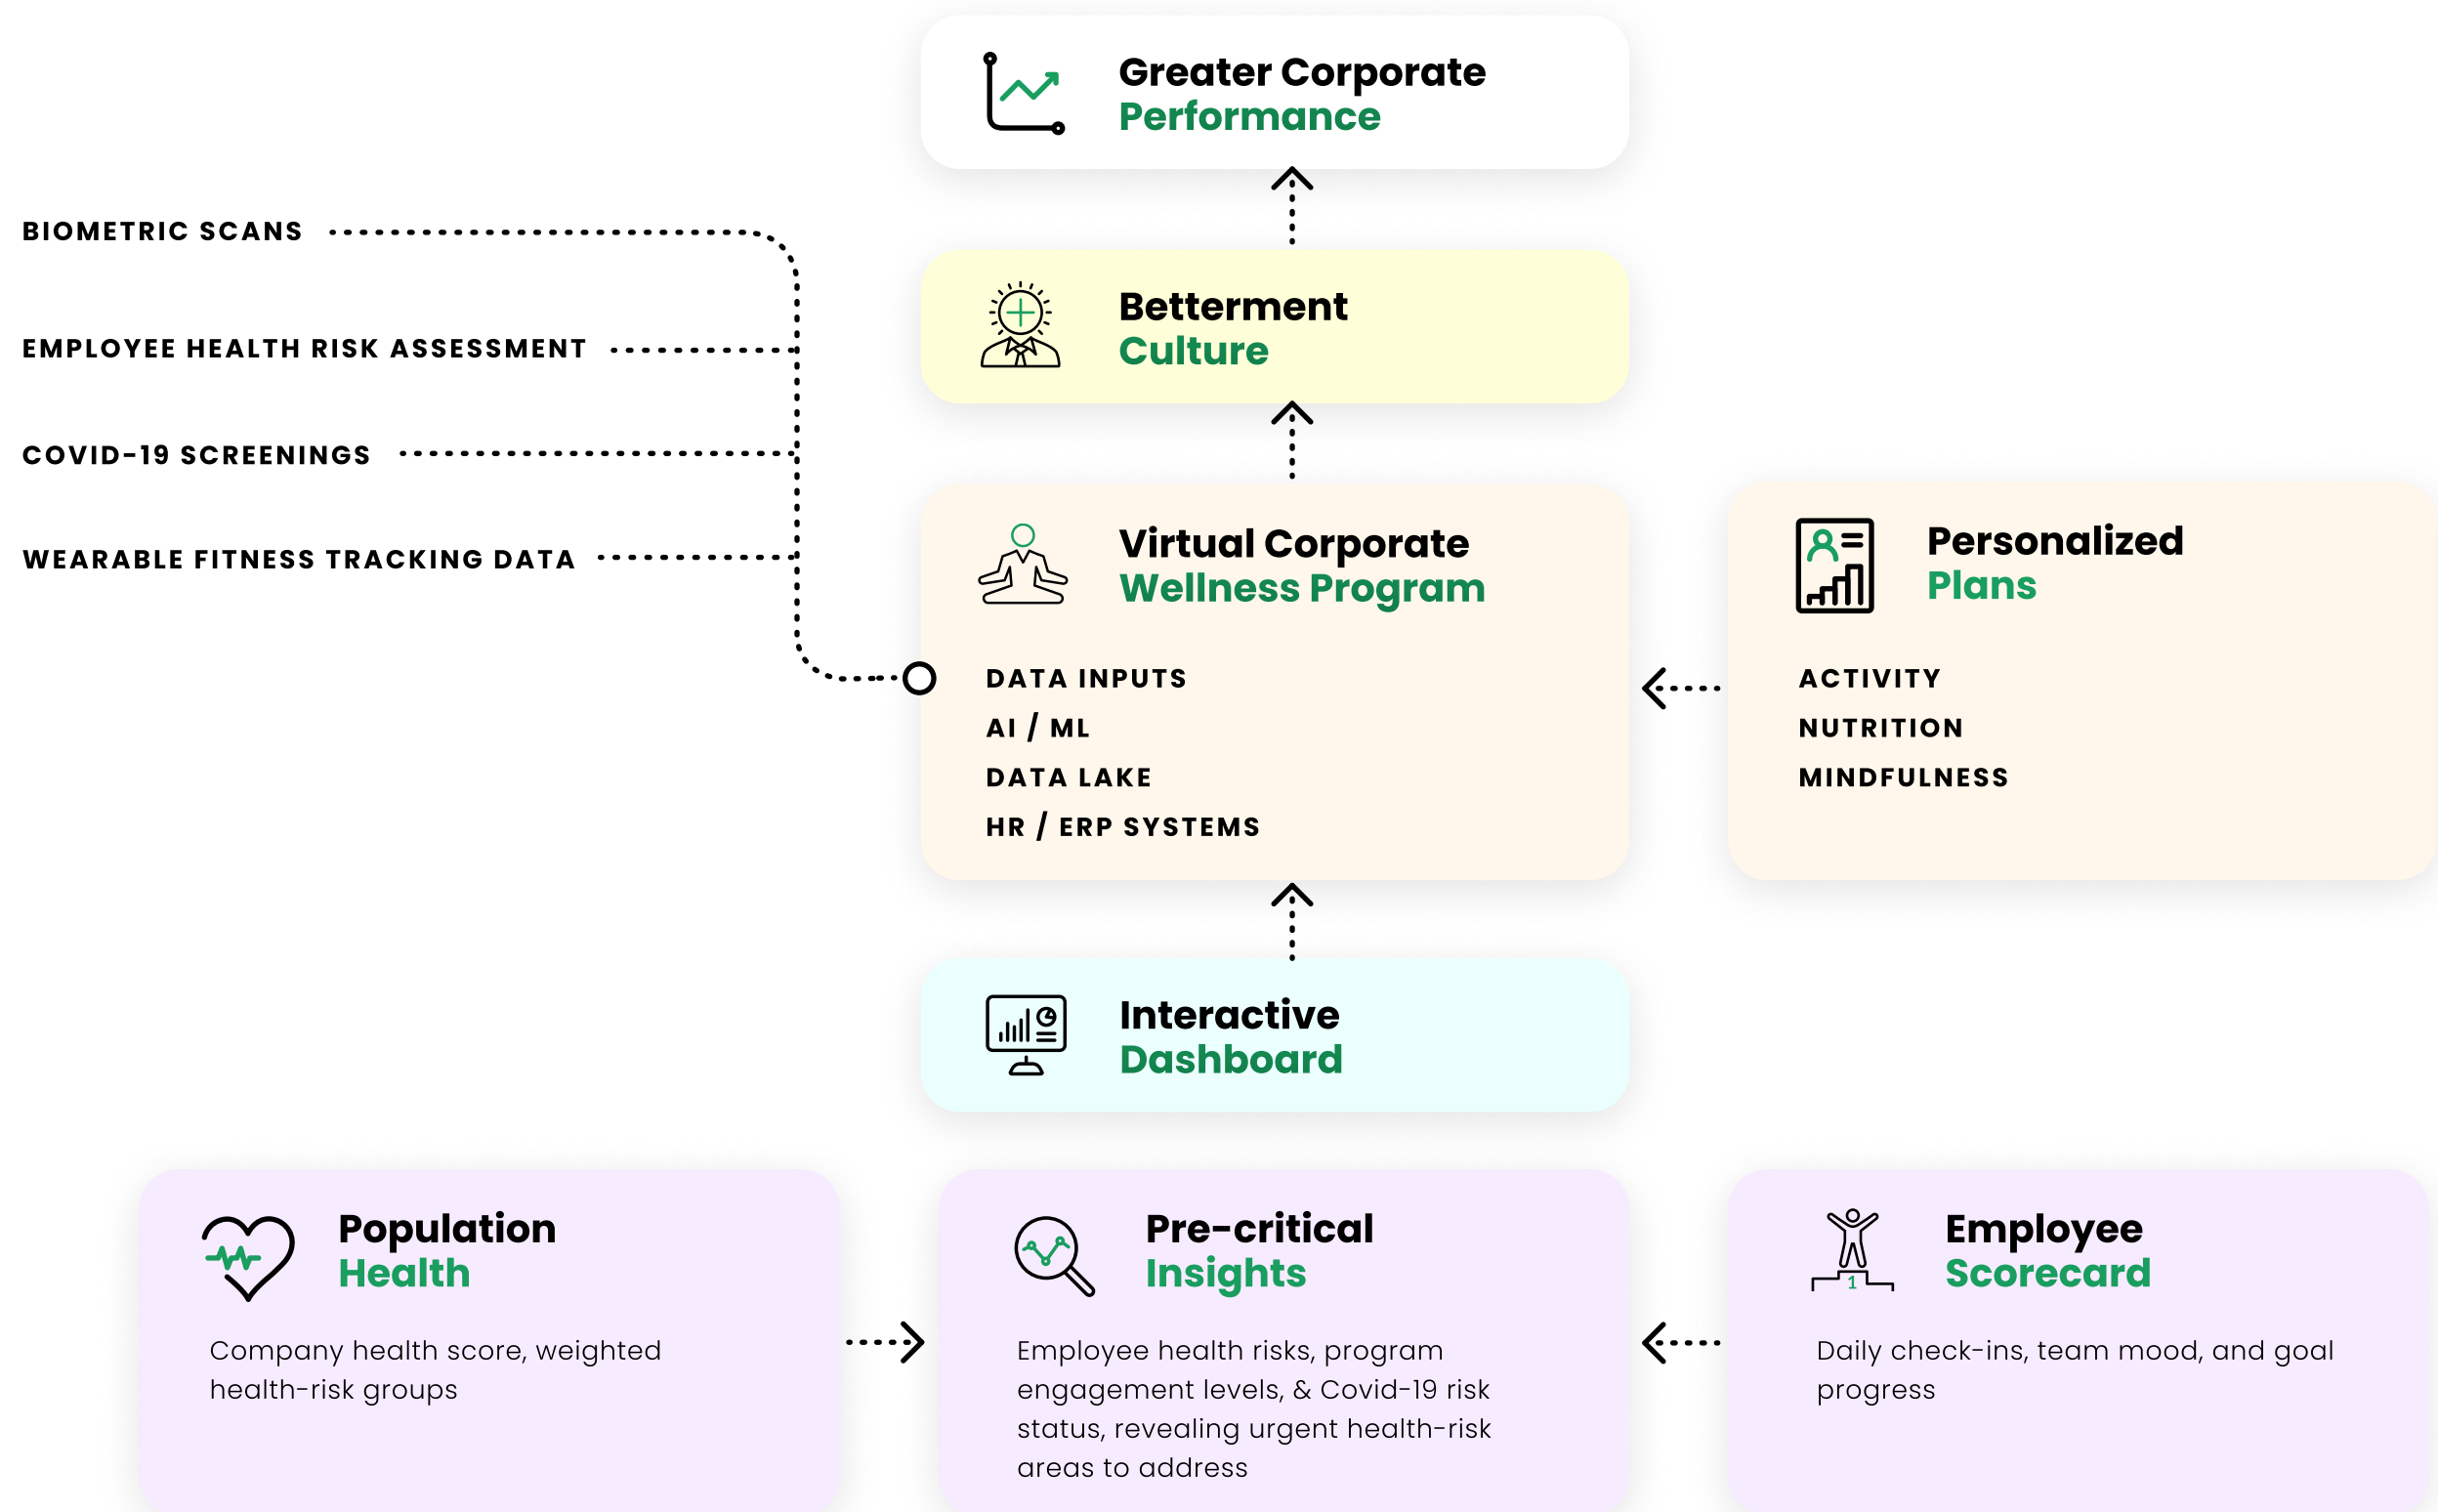 Greater Corporate
Performance
BIOMETRIC SCANS
EMPLOYEE HEALTH RISK ASSESSMENT
COVID-19 SCREENINGS
WEARABLE FITNESS TRACKING DATA
Betterment
Culture
Virtual Corporate
Wellness Program
DATA INPUTS
AI / ML
DATA LAKE
HR / ERP SYSTEMS
Personalized
Plans
ACTIVITY
NUTRITION
MINDFULNESS
Interactive
Dashboard
Population
Health
Company health score, weighted
health-risk groups
Pre-critical
Insights
Employee health risks, program
engagement levels, & Covid-19 risk
status, revealing urgent health-risk
areas to address
1
Employee
Scorecard
Daily check-ins, team mood, and goal
progress